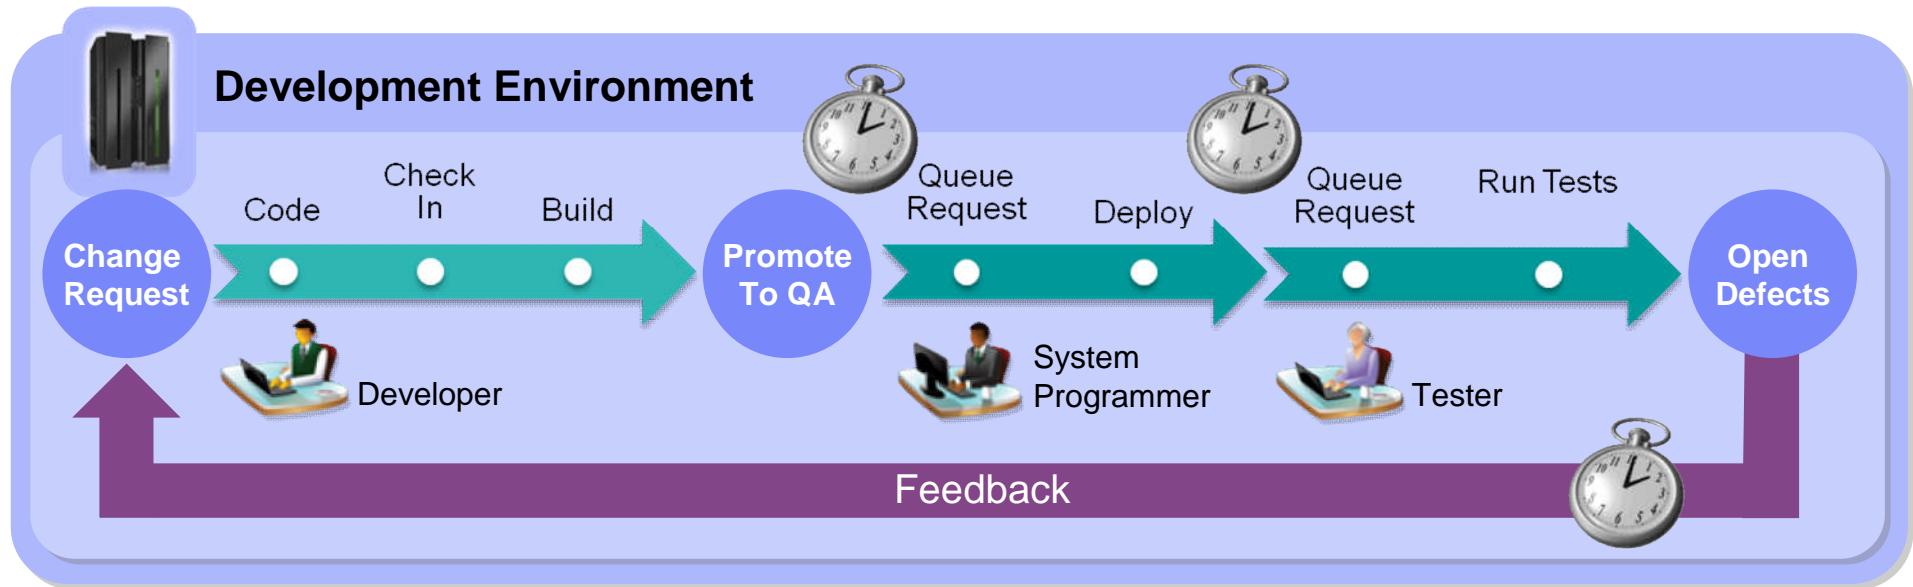 Development Environment
Change
Request
Code
Check
In
Build
Developer
Promote
To QA
Queue
Request
Deploy
System
Programmer
Queue
Request
Run Tests
Tester
Open
Defects
Feedback